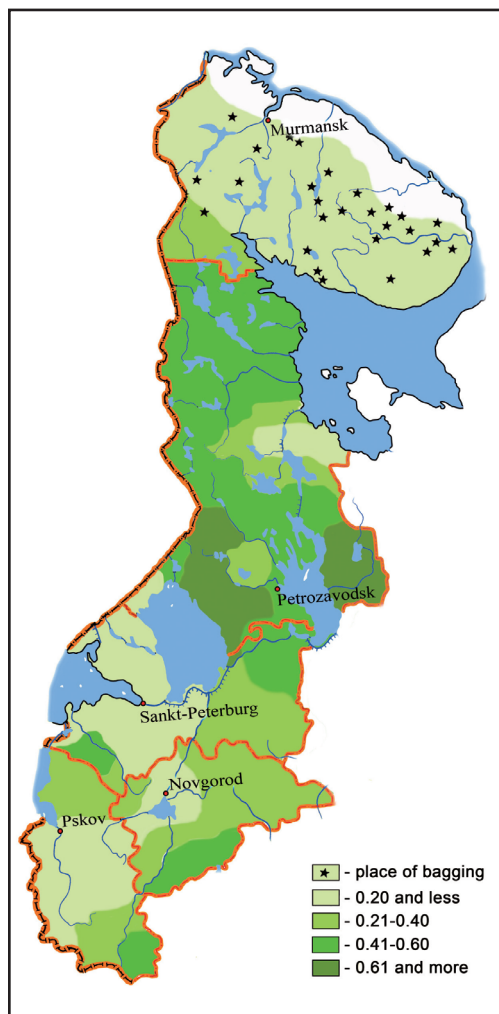 Murmansk
Petrozavodsk
Sankt-Peterburg
Novgorod
Pskov
- place of bagging
- 0.20 and less
- 0.21-0.40
- 0.41-0.60
- 0.61 and more